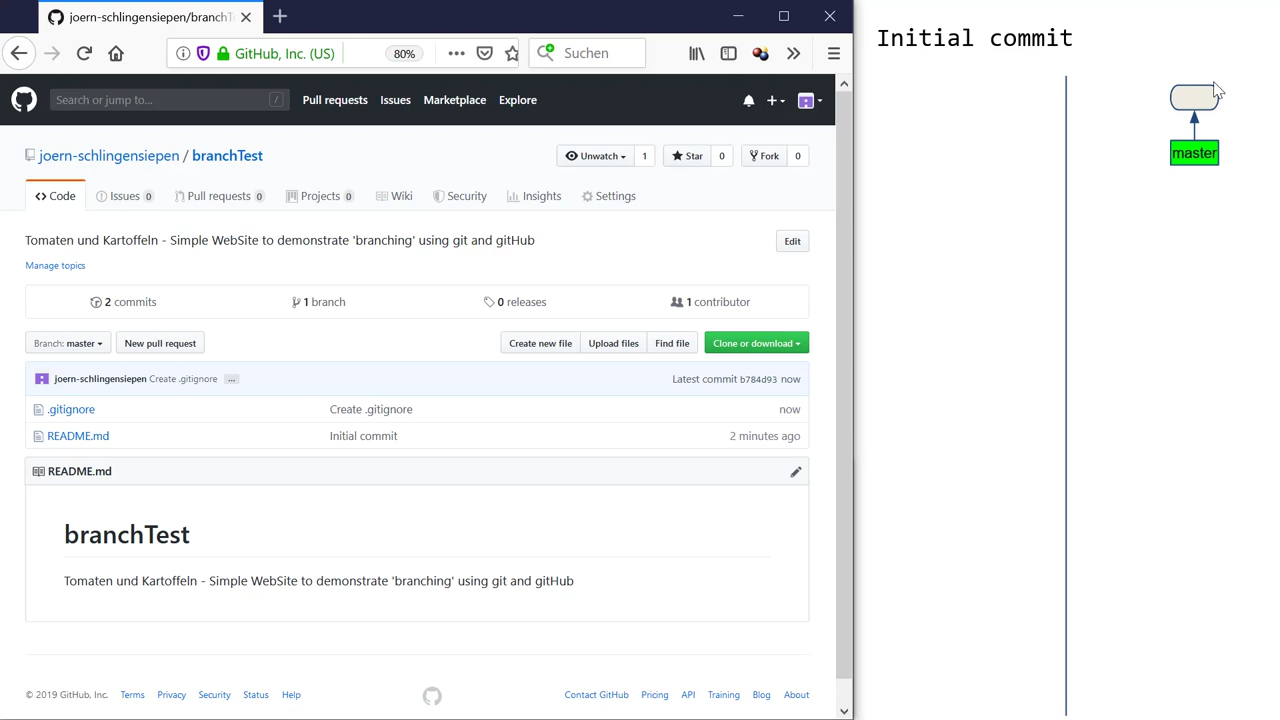 joern-schlingensiepen/branchT
GitHub, Inc. (US)
80%
Suchen
Search or jump to...
/
Pull requests
Issues
Marketplace
Explore
joern-schlingensiepen / branchTest
Unwatch
1
Star
0
Fork
0
Code
Issues 0
Pull requests 0
Projects 0
Wiki
Security
Insights
Settings
Tomaten und Kartoffeln - Simple WebSite to demonstrate 'branching' using git and gitHub
Edit
Manage topics
2 commits
1 branch
0 releases
1 contributor
Branch: master
New pull request
Create new file
Upload files
Find file
Clone or download
joern-schlingensiepen Create .gitignore ...
Latest commit b784d93 now
.gitignore
Create .gitignore
now
README.md
Initial commit
2 minutes ago
README.md
branchTest
Tomaten und Kartoffeln - Simple WebSite to demonstrate 'branching' using git and gitHub
© 2019 GitHub, Inc.
Terms
Privacy
Security
Status
Help
Contact GitHub
Pricing
API
Training
Blog
About
Initial commit
master